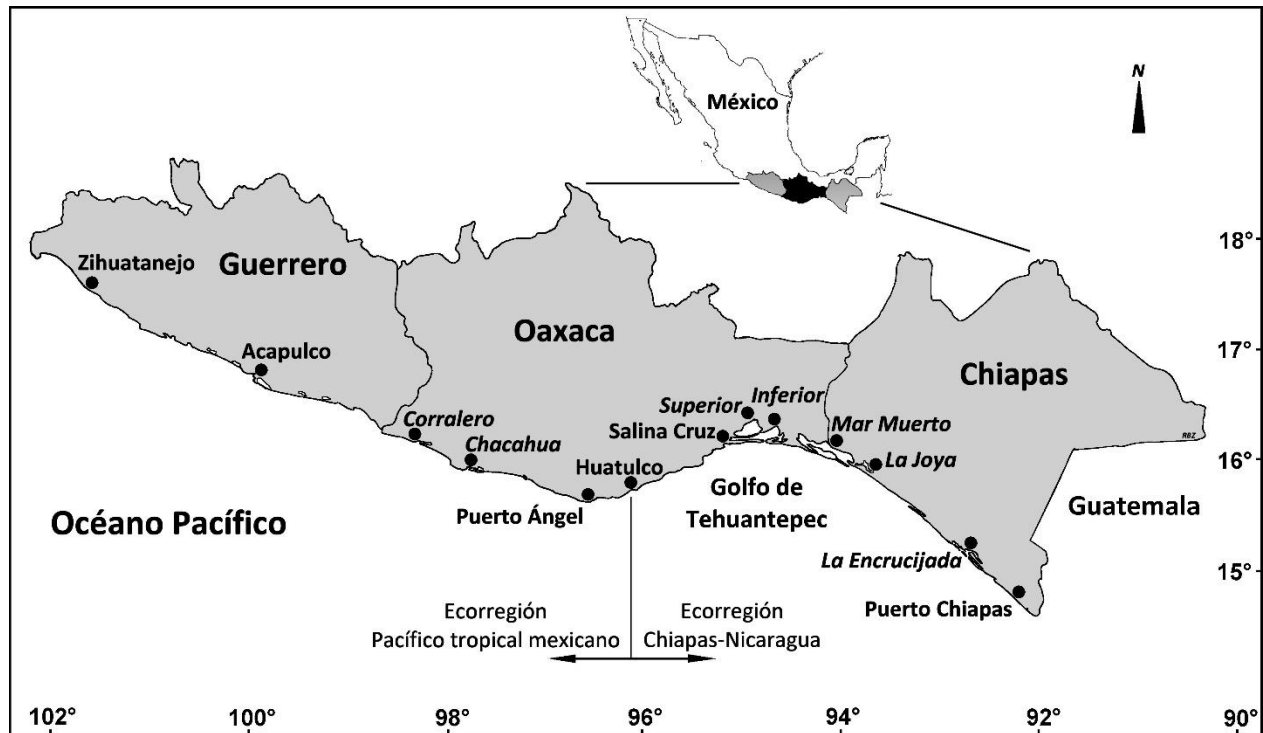 N
México
18°
Zihuatanejo
Guerrero
Oaxaca
17°
Acapulco
Chiapas
Superior
Inferior
Corralero
Salina Cruz
Mar Muerto
RBZ
Chacahua
La Joya
16°
Huatulco
Golfo de
Tehuantepec
Puerto Ángel
Océano Pacífico
Guatemala
La Encrucijada
15°
Puerto Chiapas
Ecorregión
Pacífico tropical mexicano
Ecorregión
Chiapas-Nicaragua
102°
100°
98°
96°
94°
92°
90°